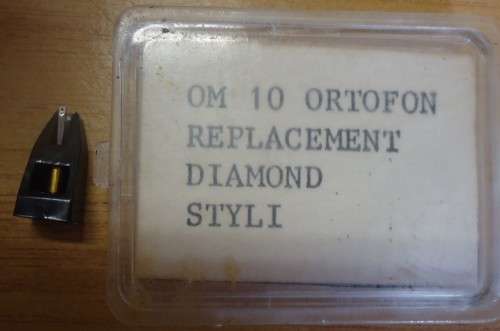 OM 10 ORTOFON
REPLACEMENT
DIAMOND
STYLI